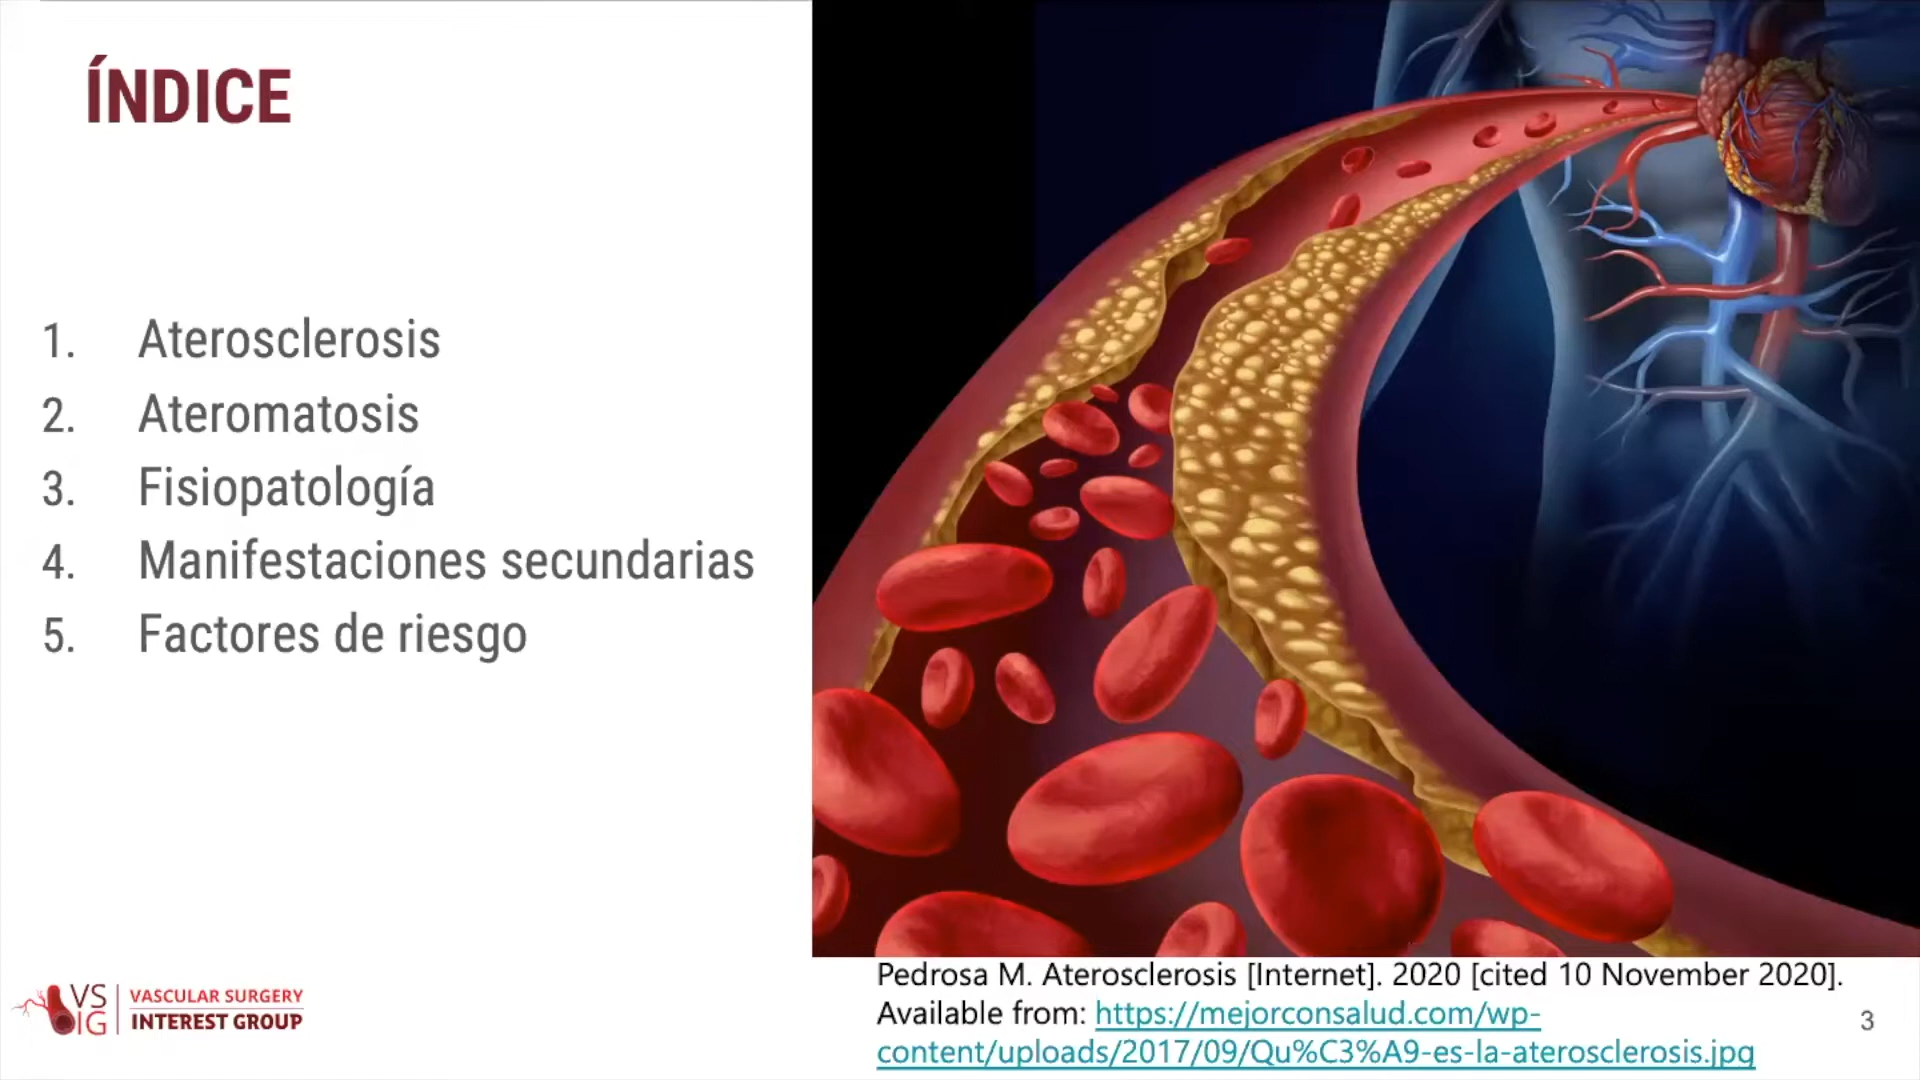 ÍNDICE
1. Aterosclerosis
2. Ateromatosis
3. Fisiopatología
4. Manifestaciones secundarias
5. Factores de riesgo
VS
IG
VASCULAR SURGERY
INTEREST GROUP
Pedrosa M. Aterosclerosis [Internet]. 2020 [cited 10 November 2020].
Available from: https://mejorconsalud.com/wp-
content/uploads/2017/09/Qu%C3%A9-es-la-aterosclerosis.jpg
3